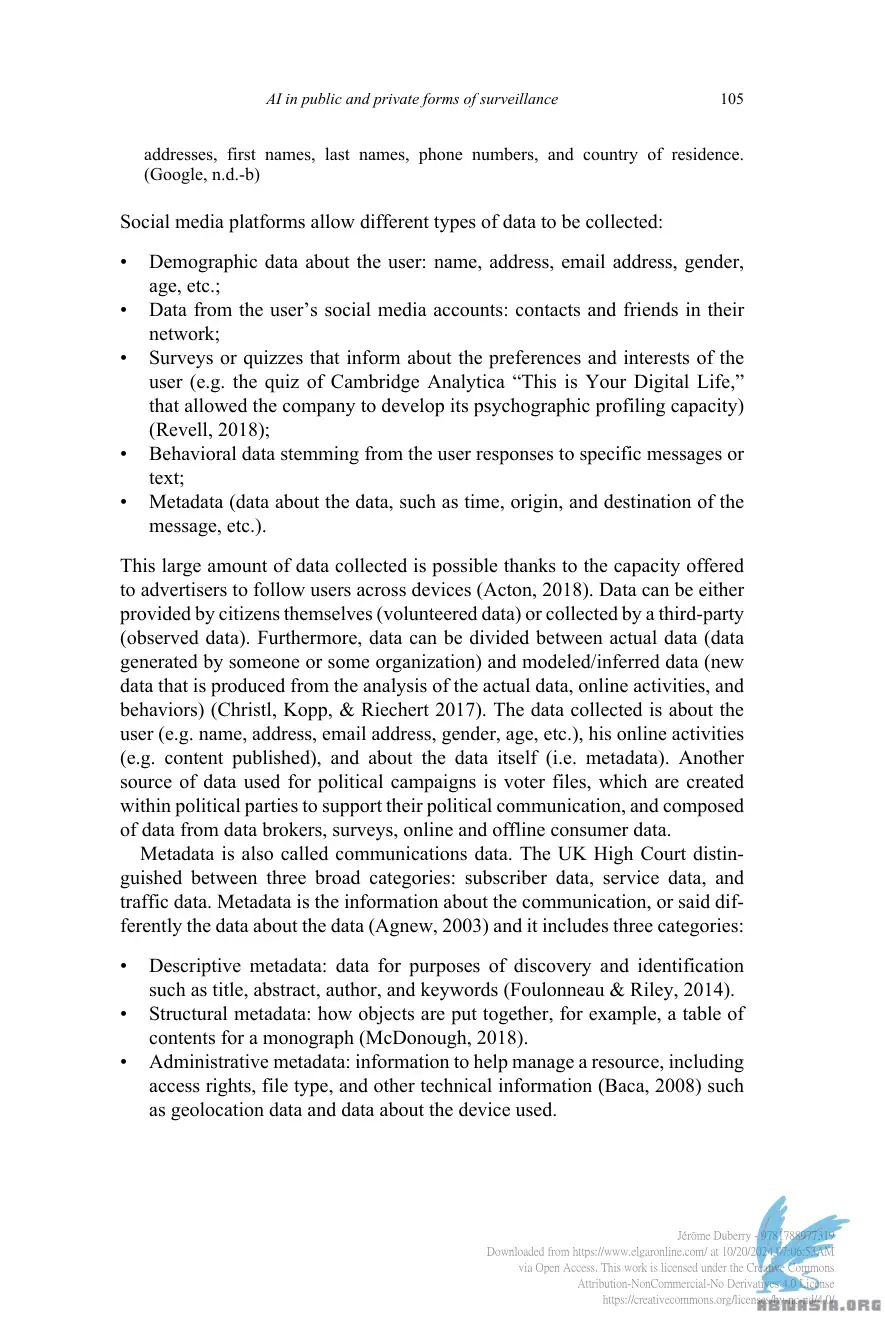 AI in public and private forms of surveillance 105
addresses, first names, last names, phone numbers, and country of residence.
(Google, n.d.-b)
Social media platforms allow different types of data to be collected:
• Demographic data about the user: name, address, email address, gender,
age, etc.;
• Data from the user’s social media accounts: contacts and friends in their
network;
• Surveys or quizzes that inform about the preferences and interests of the
user (e.g. the quiz of Cambridge Analytica “This is Your Digital Life,”
that allowed the company to develop its psychographic profiling capacity)
(Revell, 2018);
• Behavioral data stemming from the user responses to specific messages or
text;
• Metadata (data about the data, such as time, origin, and destination of the
message, etc.).
This large amount of data collected is possible thanks to the capacity offered
to advertisers to follow users across devices (Acton, 2018). Data can be either
provided by citizens themselves (volunteered data) or collected by a third-party
(observed data). Furthermore, data can be divided between actual data (data
generated by someone or some organization) and modeled/inferred data (new
data that is produced from the analysis of the actual data, online activities, and
behaviors) (Christl, Kopp, & Riechert 2017). The data collected is about the
user (e.g. name, address, email address, gender, age, etc.), his online activities
(e.g. content published), and about the data itself (i.e. metadata). Another
source of data used for political campaigns is voter files, which are created
within political parties to support their political communication, and composed
of data from data brokers, surveys, online and offline consumer data.
Metadata is also called communications data. The UK High Court distin-
guished between three broad categories: subscriber data, service data, and
traffic data. Metadata is the information about the communication, or said dif-
ferently the data about the data (Agnew, 2003) and it includes three categories:
• Descriptive metadata: data for purposes of discovery and identification
such as title, abstract, author, and keywords (Foulonneau & Riley, 2014).
• Structural metadata: how objects are put together, for example, a table of
contents for a monograph (McDonough, 2018).
• Administrative metadata: information to help manage a resource, including
access rights, file type, and other technical information (Baca, 2008) such
as geolocation data and data about the device used.
Jérôme Duberry - 9781788977319
Downloaded from https://www.elgaronline.com/ at 10/20/2024 07:06:53AM
via Open Access. This work is licensed under the Creative Commons
Attribution-NonCommercial-No Derivatives 4.0 License
https://creativecommons.org/licenses/by-nc-nd/4.0/
ABNASIA.ORG